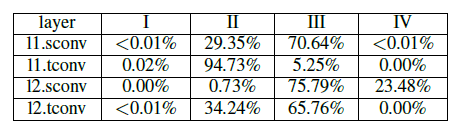 layer I II III IV
l1.sconv <0.01% 29.35% 70.64% <0.01%
l1.tconv 0.02% 94.73% 5.25% 0.00%
l2.sconv 0.00% 0.73% 75.79% 23.48%
l2.tconv <0.01% 34.24% 65.76% 0.00%